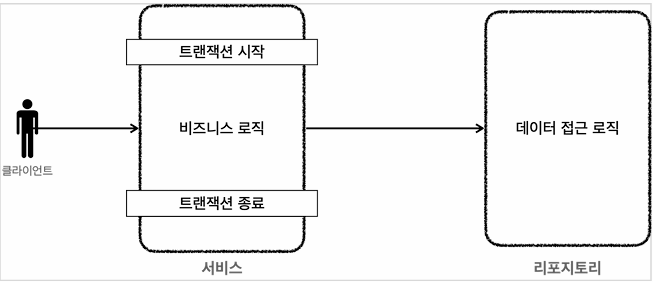 트랜잭션 시작
비즈니스 로직
데이터 접근 로직
클라이언트
트랜잭션 종료
서비스
리포지토리